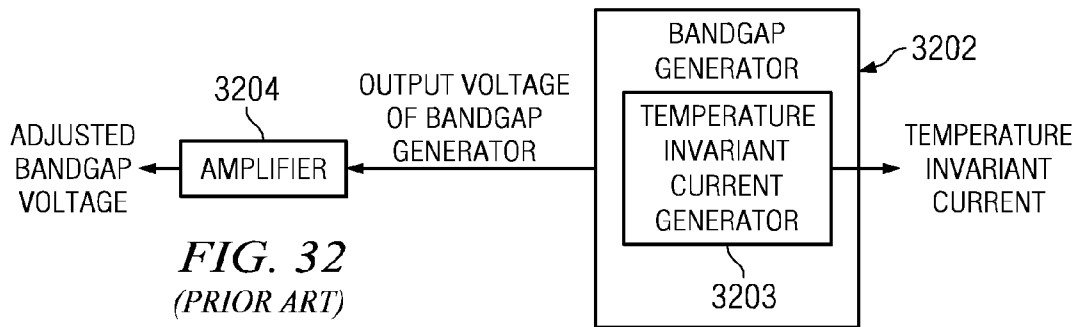 BANDGAP
GENERATOR
3202
3204
OUTPUT VOLTAGE
OF BANDGAP
GENERATOR
ADJUSTED
BANDGAP
VOLTAGE
AMPLIFIER
TEMPERATURE
INVARIANT
CURRENT
GENERATOR
TEMPERATURE
INVARIANT
CURRENT
3203
FIG. 32
(PRIOR ART)